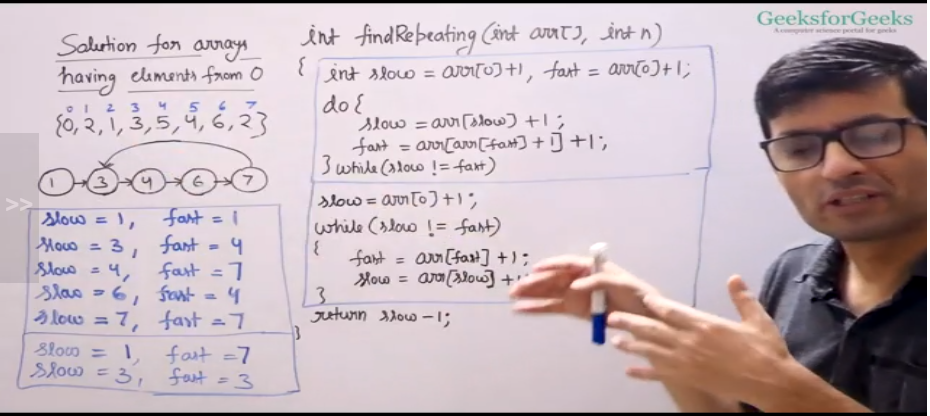 GeeksforGeeks
A computer science portal for geeks
Solution for arrays
having elements from 0
0 1 2 3 4 5 6 7
{0, 2, 1, 3, 5, 4, 6, 2}
1 3 4 6 7
>>
slow = 1, fast = 1
slow = 3, fast = 4
slow = 4, fast = 7
slow = 6, fast = 4
slow = 7, fast = 7
slow = 1, fast = 7
slow = 3, fast = 3
int findRepeating(int arr[], int n)
{
int slow = arr[0]+1, fast = arr[0]+1;
do {
slow = arr[slow] + 1;
fast = arr[arr[fast] + 1] + 1;
} while (slow != fast)
slow = arr[0] + 1;
while (slow != fast)
{
fast = arr[fast] + 1;
slow = arr[slow] + 1;
}
return slow - 1;
}